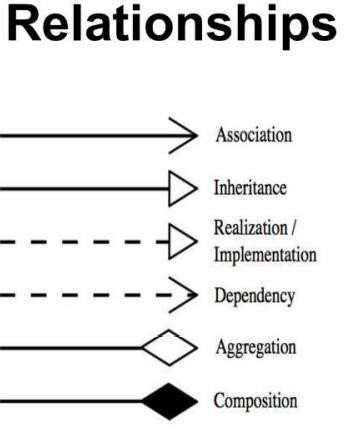 Relationships
Association
Inheritance
Realization /
Implementation
Dependency
Aggregation
Composition